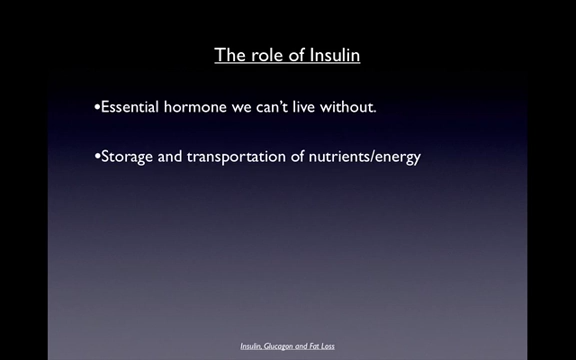 The role of Insulin
•Essential hormone we can't live without.
•Storage and transportation of nutrients/energy
Insulin, Glucagon and Fat Loss